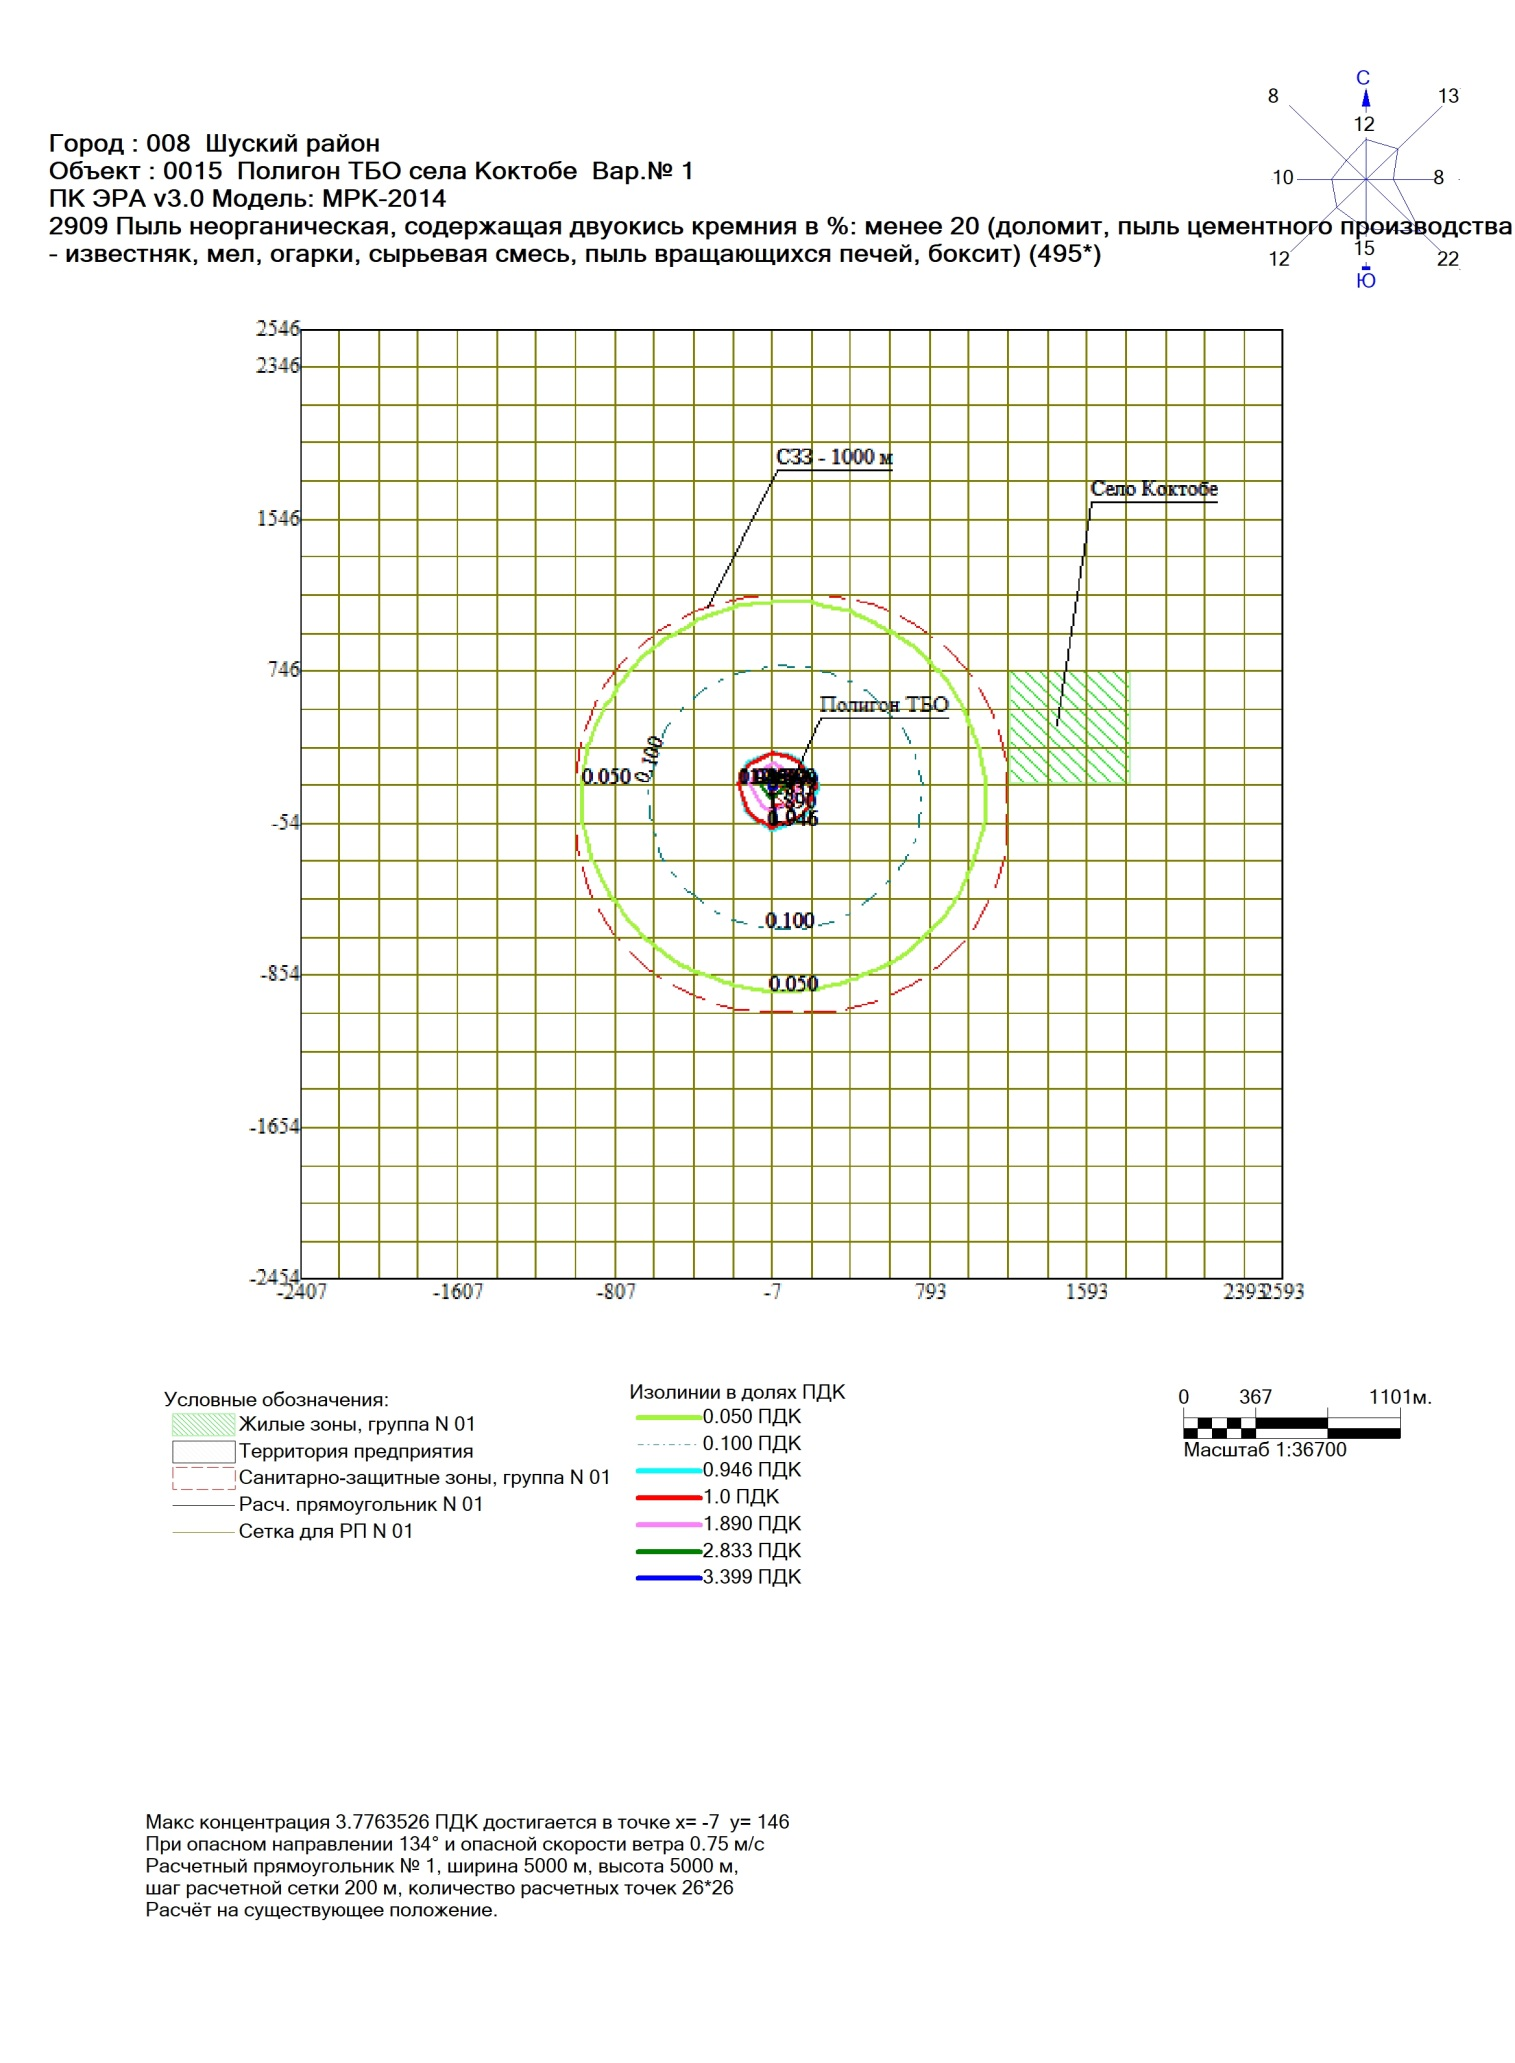 С
8
13
12
10
8
12
15
22
Ю
Город : 008  Шуский район
Объект : 0015  Полигон ТБО села Коктобе  Вар.№ 1
ПК ЭРА v3.0 Модель: МРК-2014
2909 Пыль неорганическая, содержащая двуокись кремния в %: менее 20 (доломит, пыль цементного производства
- известняк, мел, огарки, сырьевая смесь, пыль вращающихся печей, боксит) (495*)
2546
2346
СЗЗ - 1000 м
Село Коктобе
1546
746
Полигон ТБО
0.100
0.050
1.890
0.946
-54
0.100
-854
0.050
-1654
-2454
-2407 -1607 -807 -7 793 1593 2393 2593
Условные обозначения:
Жилые зоны, группа N 01
Территория предприятия
Санитарно-защитные зоны, группа N 01
Расч. прямоугольник N 01
Сетка для РП N 01
Изолинии в долях ПДК
0.050 ПДК
0.100 ПДК
0.946 ПДК
1.0 ПДК
1.890 ПДК
2.833 ПДК
3.399 ПДК
0 367 1101м.
Масштаб 1:36700
Макс концентрация 3.7763526 ПДК достигается в точке x= -7  y= 146
При опасном направлении 134° и опасной скорости ветра 0.75 м/с
Расчетный прямоугольник № 1, ширина 5000 м, высота 5000 м,
шаг расчетной сетки 200 м, количество расчетных точек 26*26
Расчёт на существующее положение.